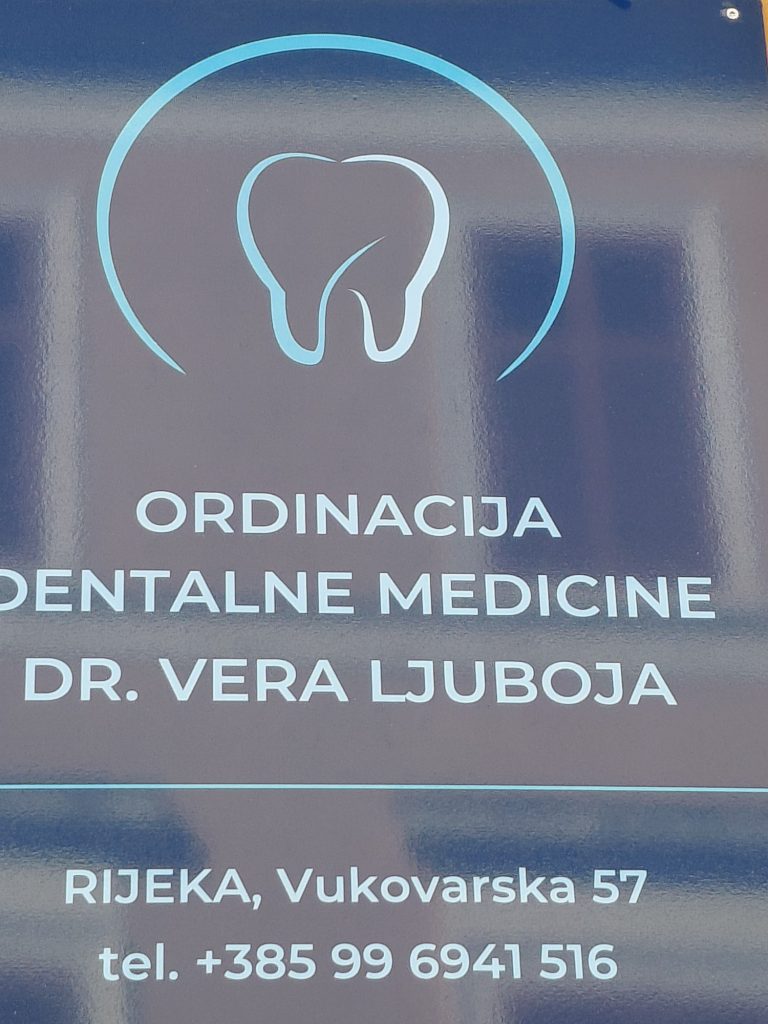 ORDINACIJA
DENTALNE MEDICINE
DR. VERA LJUBOJA
RIJEKA, Vukovarska 57
tel. +385 99 6941 516